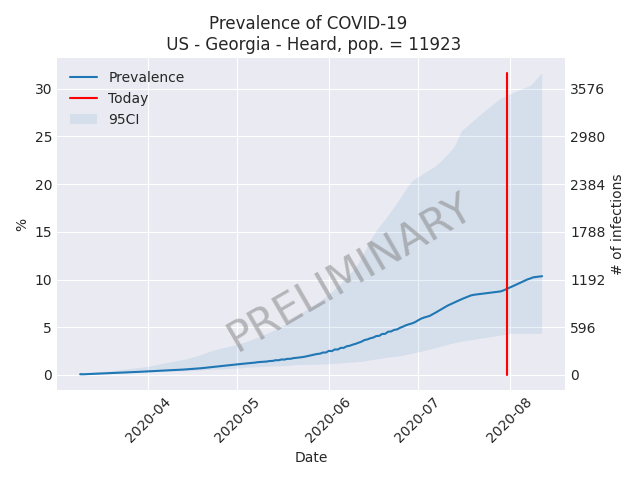 Prevalence of COVID-19
US - Georgia - Heard, pop. = 11923
Prevalence
Today
95CI
30
25
20
15
10
5
0
%
3576
2980
2384
1788
1192
596
0
# of infections
PRELIMINARY
2020-04
2020-05
2020-06
2020-07
2020-08
Date